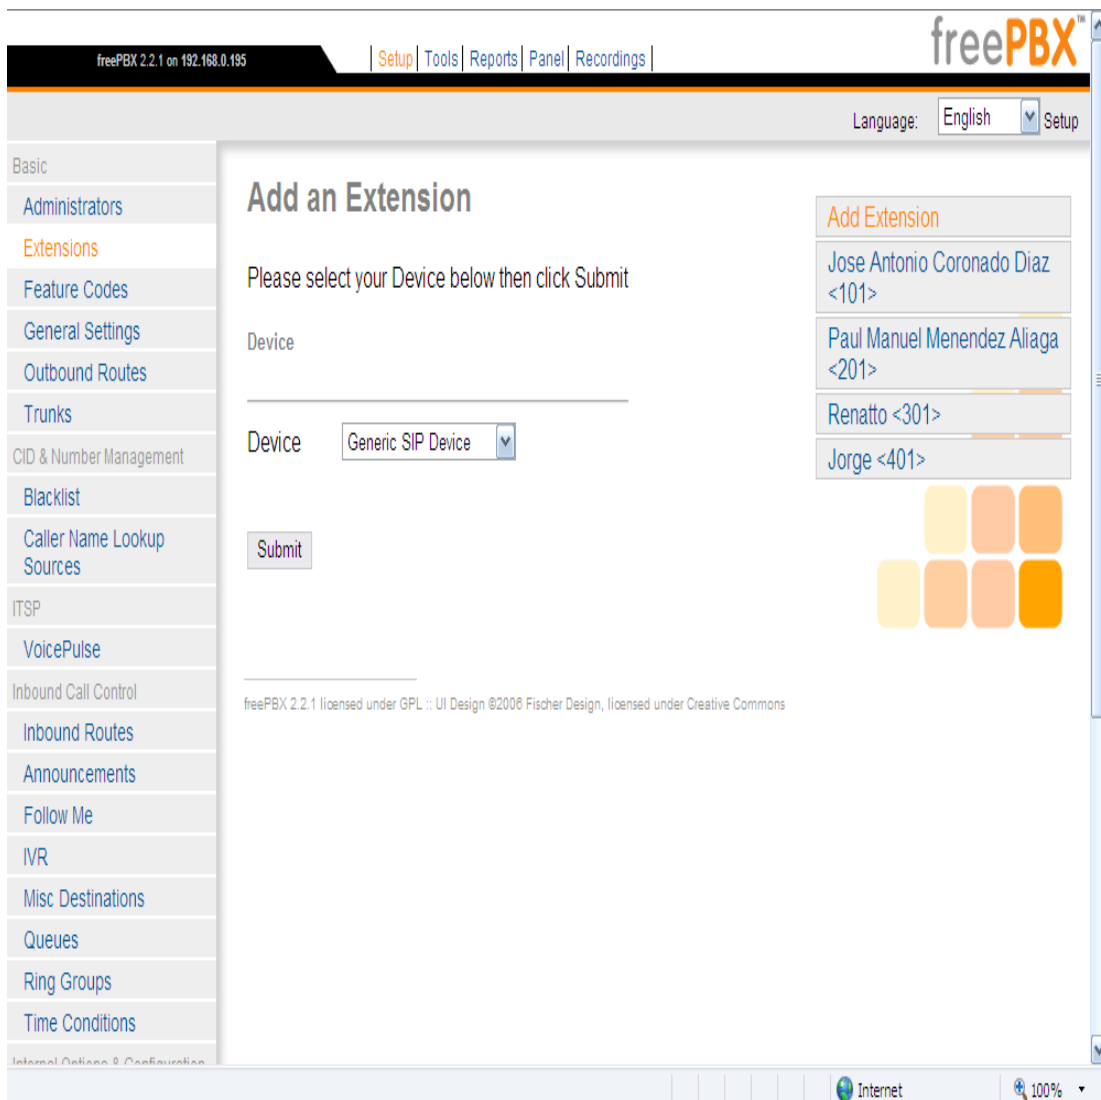 freePBX™
freePBX 2.2.1 on 192.168.0.195
Setup Tools Reports Panel Recordings
Language: English Setup
Basic
Administrators
Extensions
Feature Codes
General Settings
Outbound Routes
Trunks
CID & Number Management
Blacklist
Caller Name Lookup
Sources
ITSP
VoicePulse
Inbound Call Control
Inbound Routes
Announcements
Follow Me
IVR
Misc Destinations
Queues
Ring Groups
Time Conditions
Internal Options & Configuration
Add an Extension
Please select your Device below then click Submit
Device
Device Generic SIP Device
Submit
freePBX 2.2.1 licensed under GPL :: UI Design ©2006 Fischer Design, licensed under Creative Commons
Add Extension
Jose Antonio Coronado Diaz
<101>
Paul Manuel Menendez Aliaga
<201>
Renatto <301>
Jorge <401>
Internet 100%